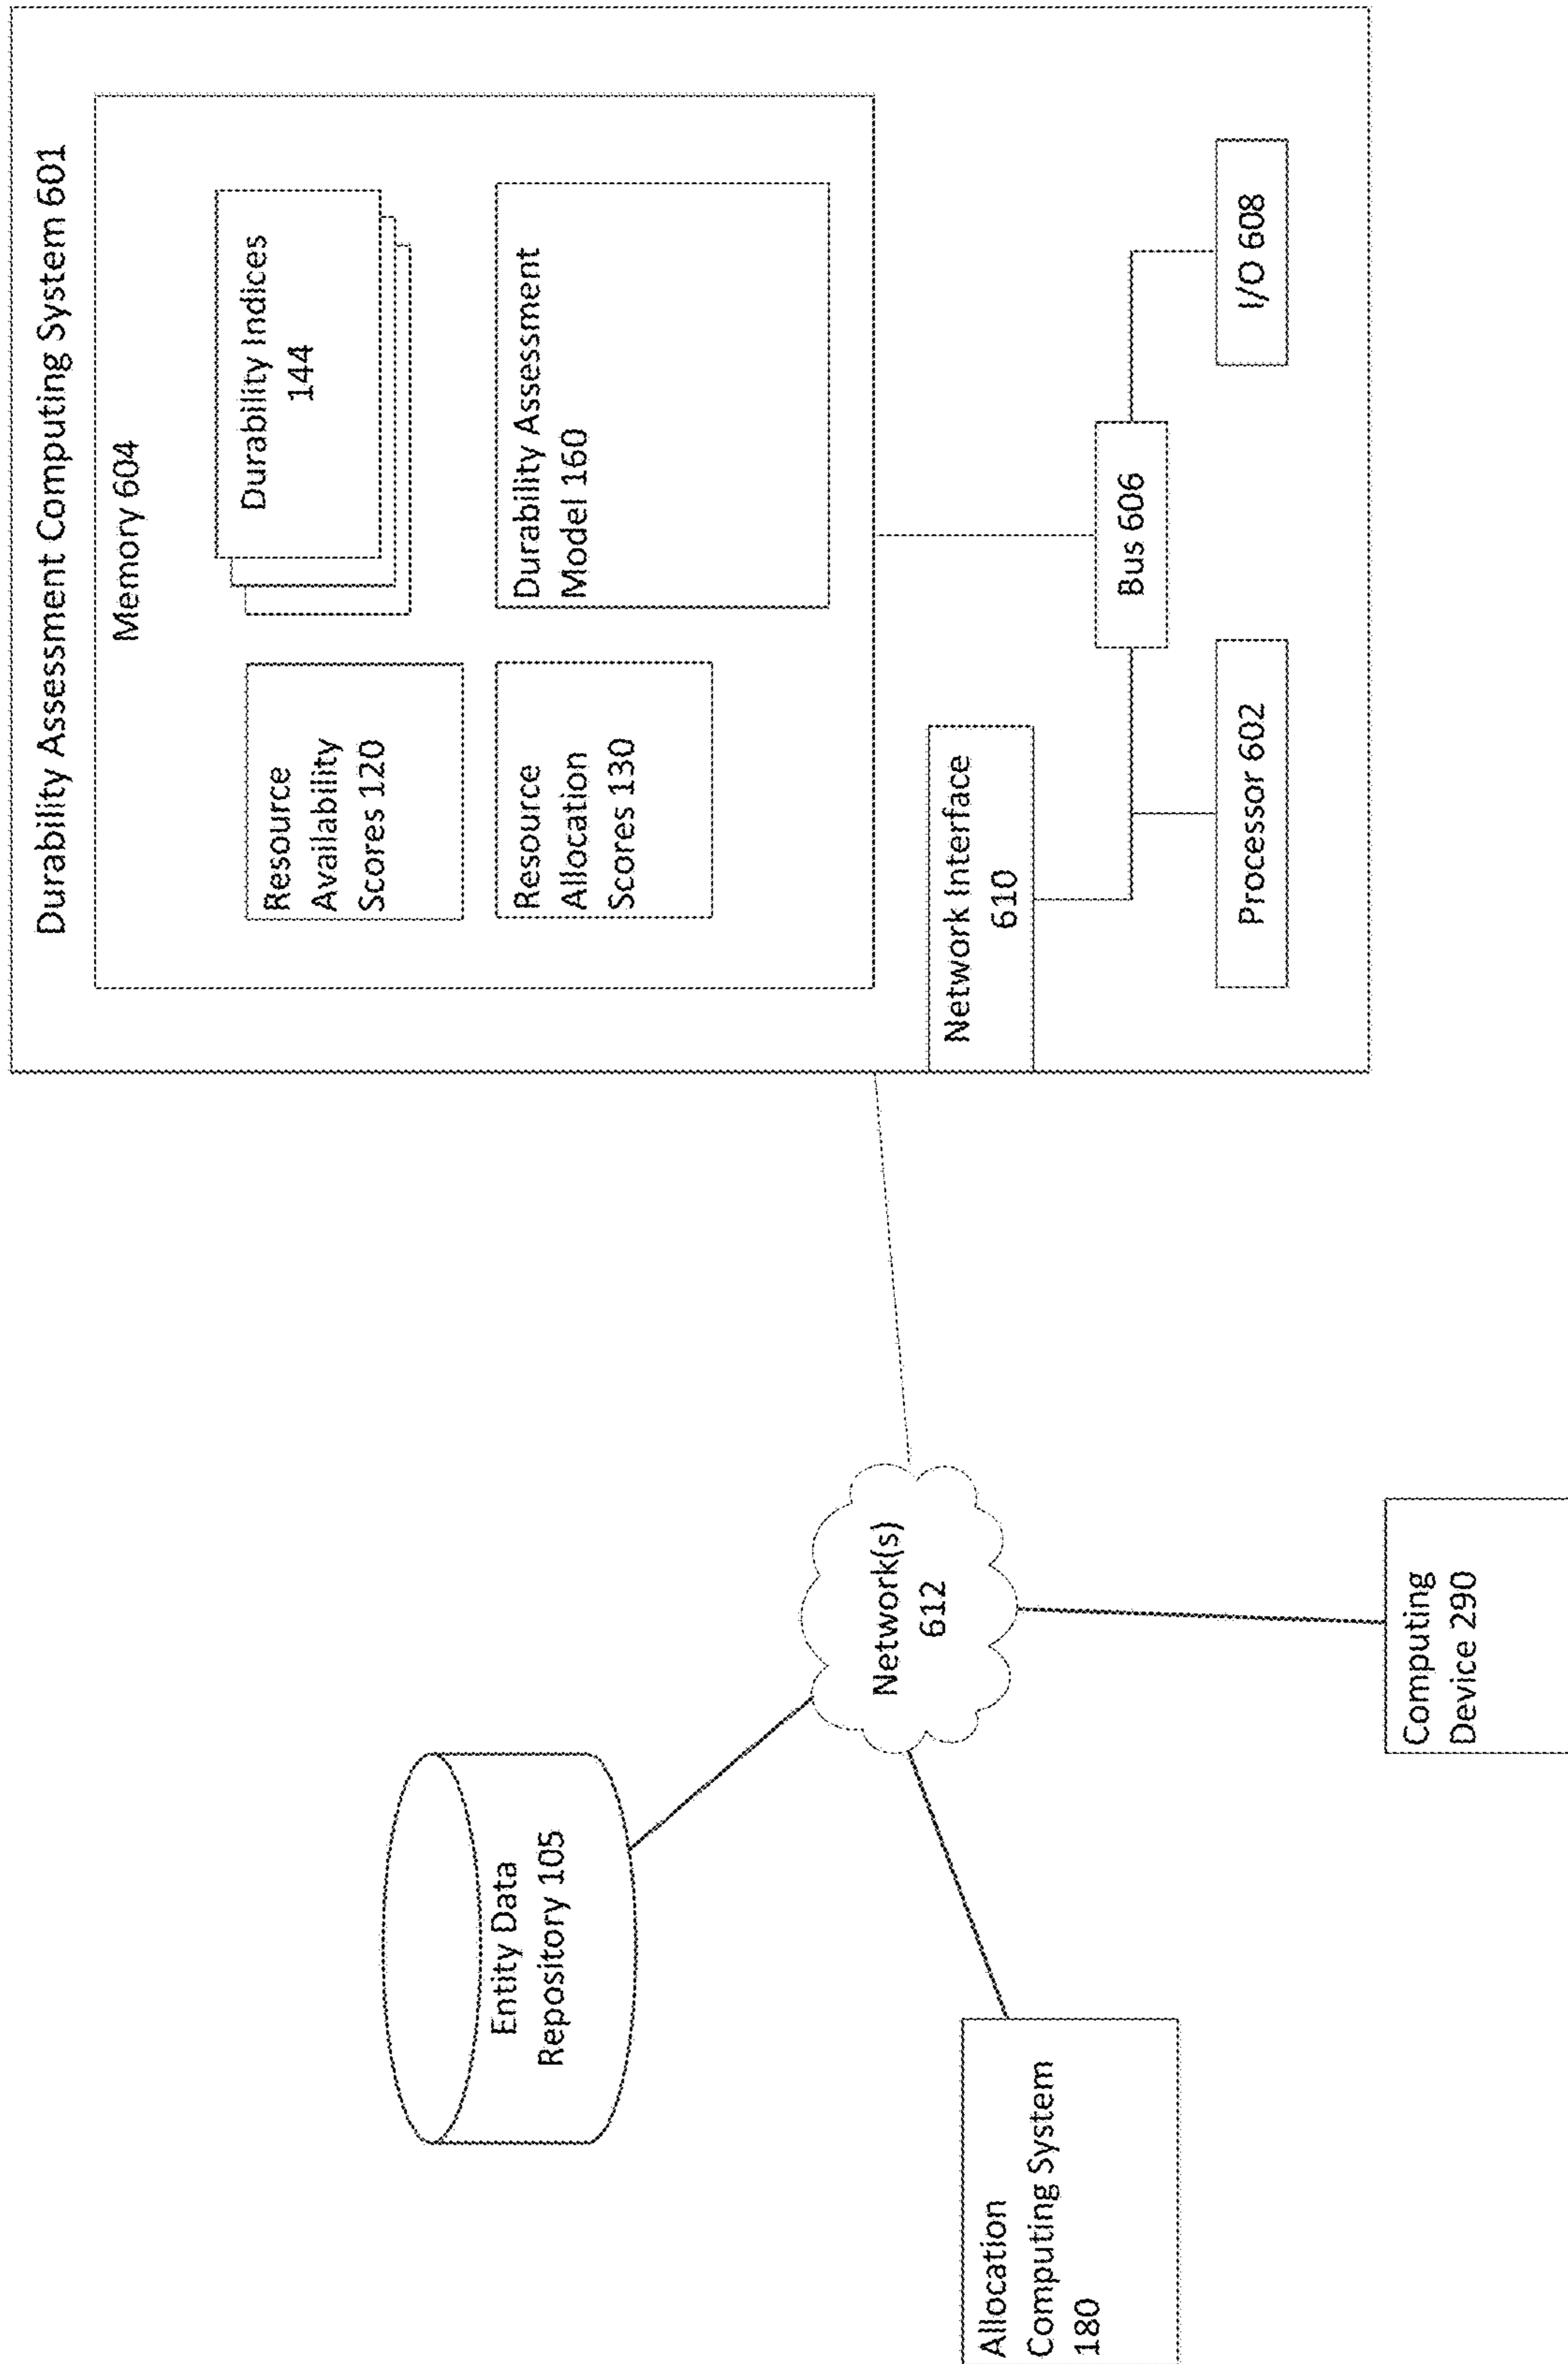 Durability Assessment Computing System 601
Memory 604
Resource
Availability
Scores 120
Durability Indices
144
Resource
Allocation
Scores 130
Durability Assessment
Model 160
Network Interface
610
Bus 606
Processor 602
I/O 608
Entity Data
Repository 105
Network(s)
612
Allocation
Computing System
180
Computing
Device 290